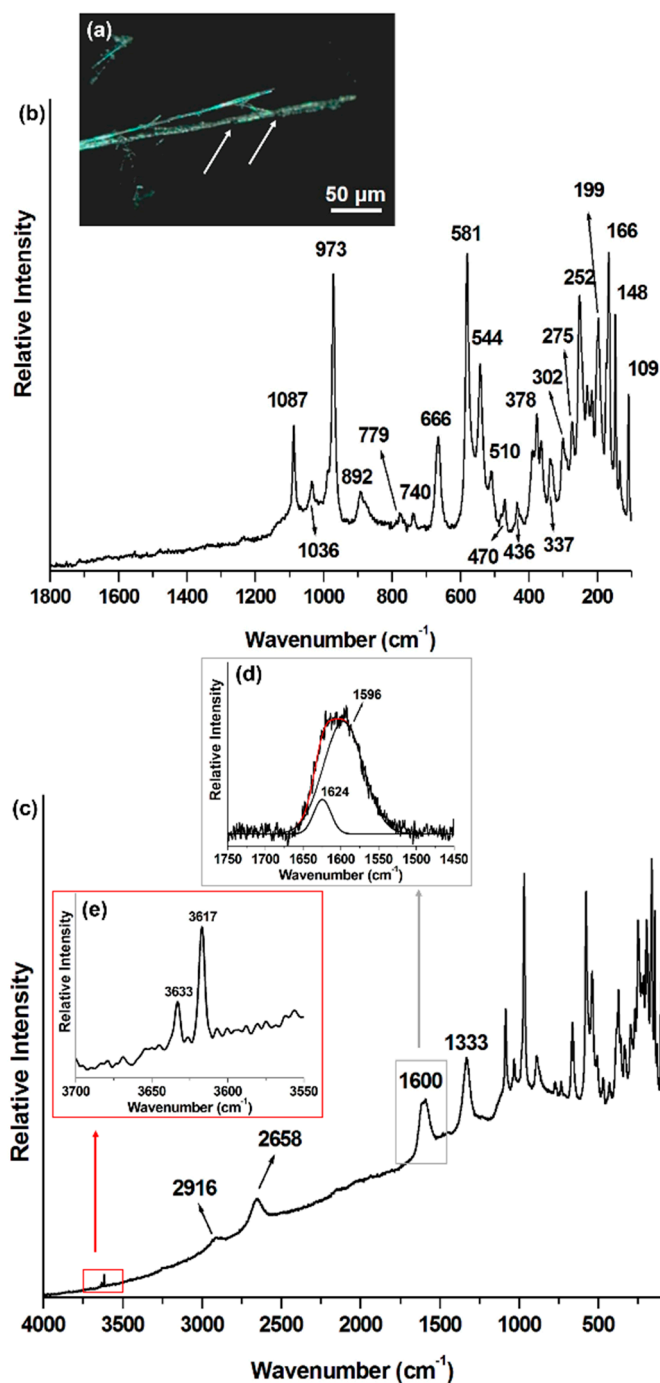 (a)
50 µm
(b)
Relative Intensity
1087
1036
973
892
779
740
666
581
544
510
470
436
378
337
302
275
252
199
166
148
109
1800 1600 1400 1200 1000 800 600 400 200
Wavenumber (cm-1)
(d)
Relative Intensity
1596
1624
1750 1700 1650 1600 1550 1500 1450
Wavenumber (cm-1)
(c)
Relative Intensity
(e)
Relative Intensity
3633
3617
3700 3650 3600 3550
Wavenumber (cm-1)
2916
2658
1600
1333
4000 3500 3000 2500 2000 1500 1000 500
Wavenumber (cm-1)